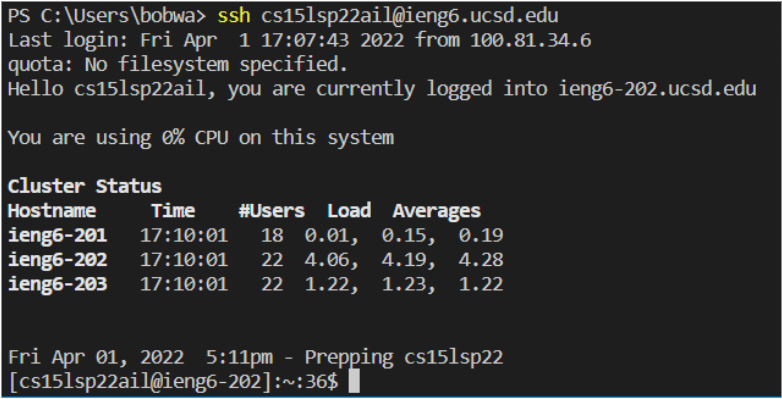 PS C:\Users\bobwa> ssh cs15lsp22ail@ieng6.ucsd.edu
Last login: Fri Apr  1 17:07:43 2022 from 100.81.34.6
quota: No filesystem specified.
Hello cs15lsp22ail, you are currently logged into ieng6-202.ucsd.edu
You are using 0% CPU on this system
Cluster Status
Hostname     Time    #Users  Load  Averages
ieng6-201   17:10:01   18  0.01,  0.15,  0.19
ieng6-202   17:10:01   22  4.06,  4.19,  4.28
ieng6-203   17:10:01   22  1.22,  1.23,  1.22
Fri Apr 01, 2022  5:11pm - Prepping cs15lsp22
[cs15lsp22ail@ieng6-202]:~:36$